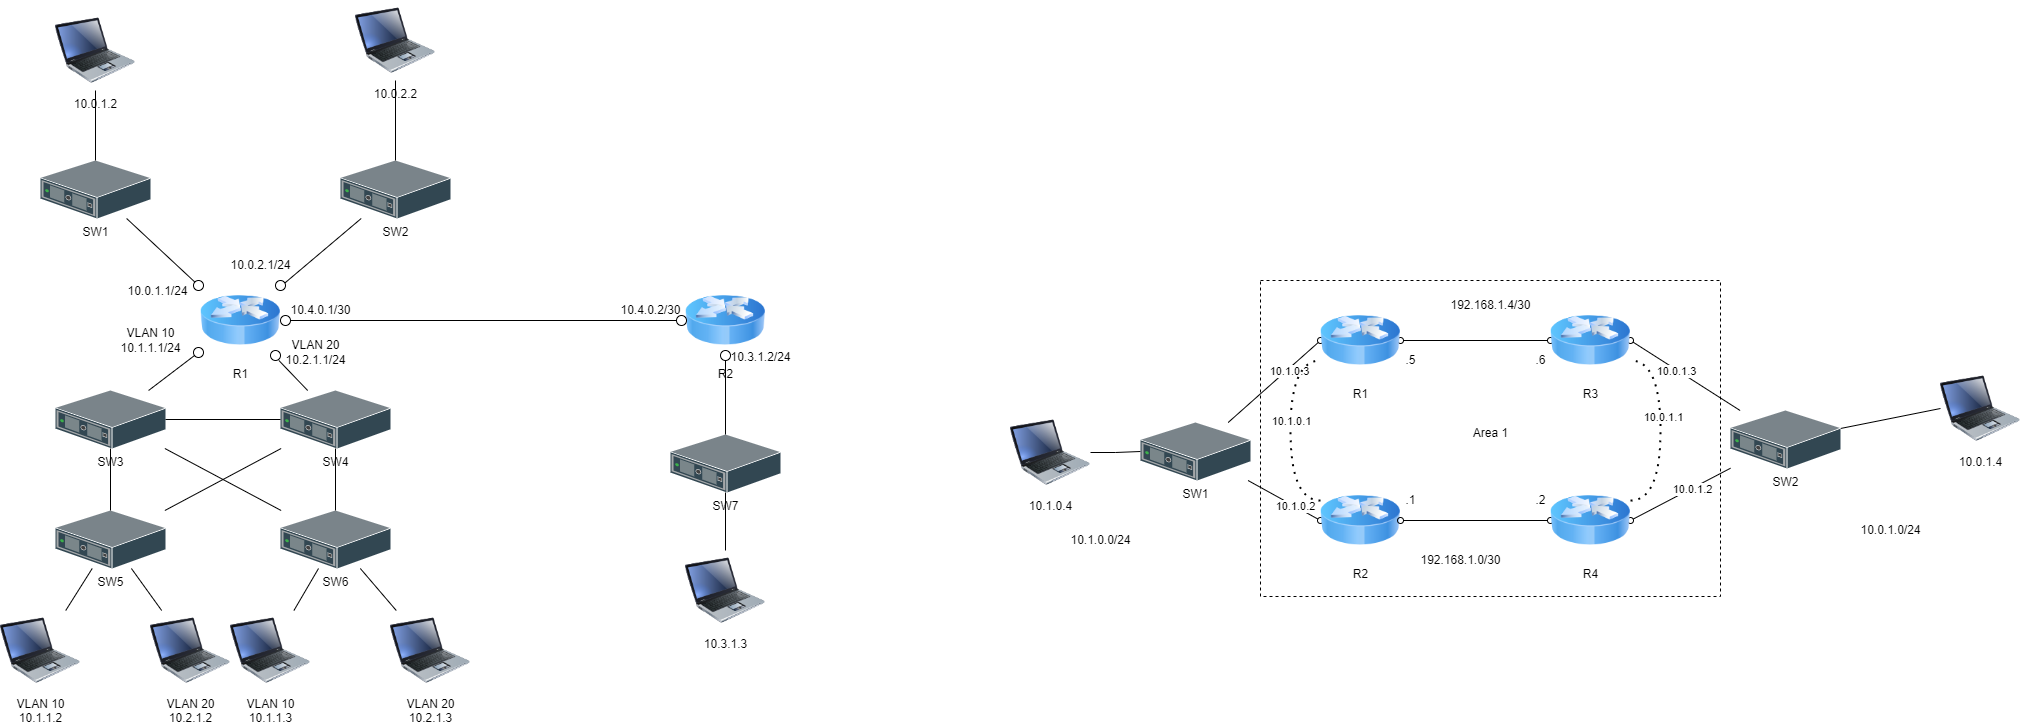 10.0.1.2
10.0.2.2
SW1
SW2
10.0.2.1/24
10.0.1.1/24
10.4.0.1/30
10.4.0.2/30
VLAN 10
10.1.1.1/24
VLAN 20
10.2.1.1/24
R1
10.3.1.2/24
R2
SW3
SW4
SW7
SW5
SW6
10.3.1.3
VLAN 10
10.1.1.2
VLAN 20
10.2.1.2
VLAN 10
10.1.1.3
VLAN 20
10.2.1.3
192.168.1.4/30
.5
.6
10.1.0.3
10.0.1.3
R1
R3
10.1.0.1
10.0.1.1
Area 1
10.0.1.4
SW1
SW2
10.1.0.4
10.1.0.2
.1
.2
10.0.1.2
10.1.0.0/24
10.0.1.0/24
192.168.1.0/30
R2
R4